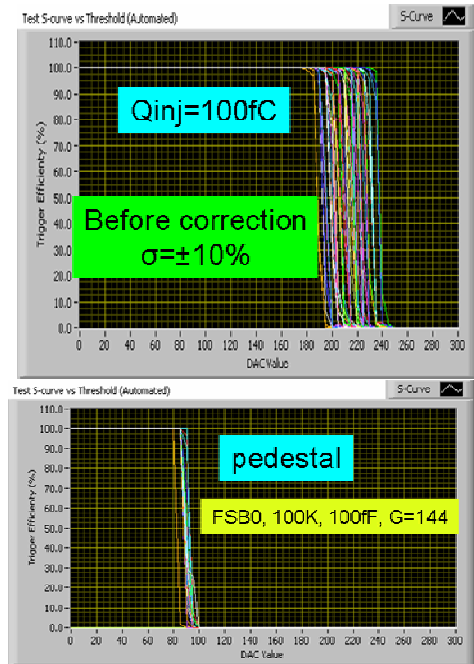 Test S-curve vs Threshold (Automated)
S-Curve
110.0
100.0
90.0
80.0
70.0
60.0
50.0
40.0
30.0
20.0
10.0
0.0
Trigger Efficiency (%)
Qinj=100fC
Before correction
σ=±10%
0 20 40 60 80 100 120 140 160 180 200 220 240 260 280 300
DAC Value
Test S-curve vs Threshold (Automated)
S-Curve
110.0
100.0
90.0
80.0
70.0
60.0
50.0
40.0
30.0
20.0
10.0
0.0
Trigger Efficiency (%)
pedestal
FSB0, 100K, 100fF, G=144
0 20 40 60 80 100 120 140 160 180 200 220 240 260 280 300
DAC Value